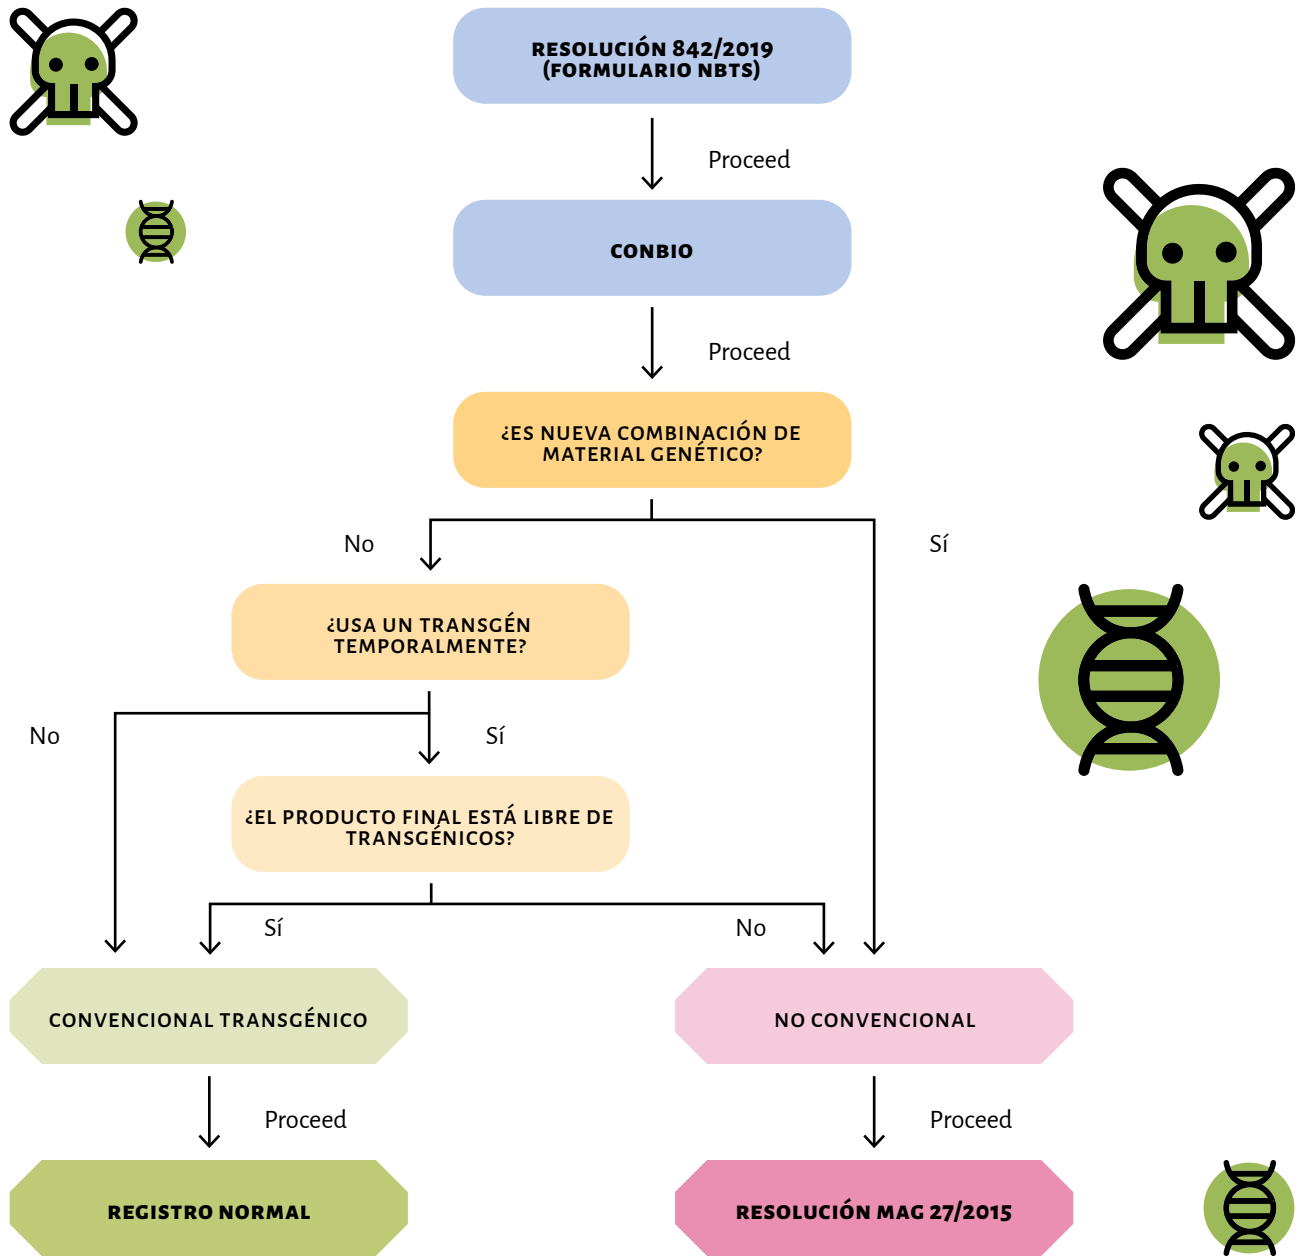 RESOLUCIÓN 842/2019
(FORMULARIO NBTS)
Proceed
CONBIO
Proceed
¿ES NUEVA COMBINACIÓN DE
MATERIAL GENÉTICO?
No
Sí
¿USA UN TRANSGÉN
TEMPORALMENTE?
No
Sí
¿EL PRODUCTO FINAL ESTÁ LIBRE DE
TRANSGÉNICOS?
Sí
No
CONVENCIONAL TRANSGÉNICO
NO CONVENCIONAL
Proceed
Proceed
REGISTRO NORMAL
RESOLUCIÓN MAG 27/2015